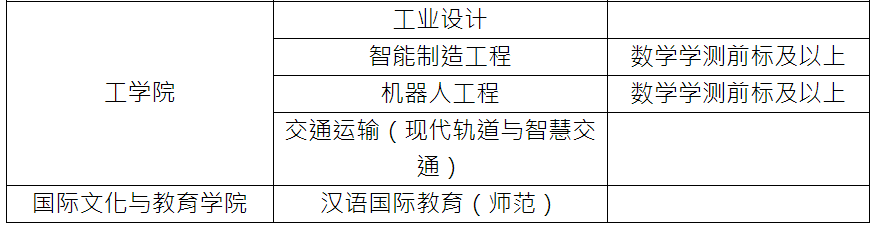 工业设计
智能制造工程 数学学测前标及以上
工学院 机器人工程 数学学测前标及以上
交通运输（现代轨道与智慧交
通）
国际文化与教育学院 汉语国际教育（师范）